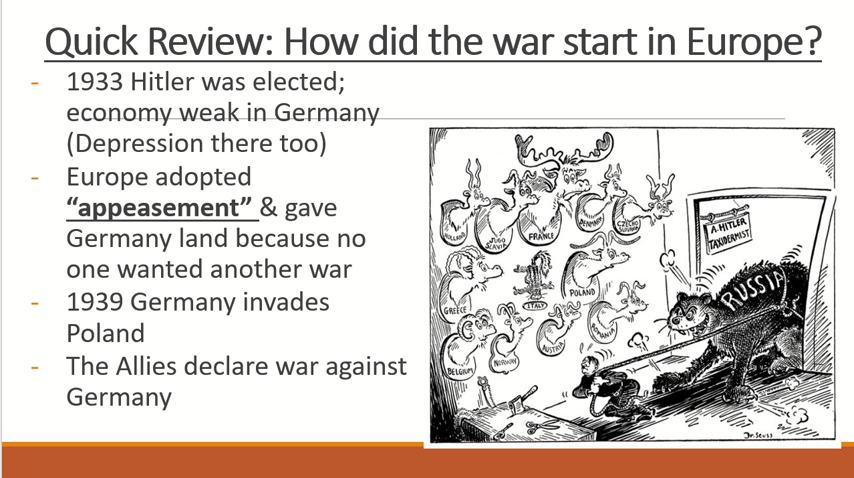 Quick Review: How did the war start in Europe?
- 1933 Hitler was elected;
economy weak in Germany
(Depression there too)
- Europe adopted
“appeasement” & gave
Germany land because no
one wanted another war
- 1939 Germany invades
Poland
- The Allies declare war against
Germany
HOLLAND
JUGO
SLAVIA
FRANCE
DENMARK
CZECHO
SLOVAKIA
A. HITLER
TAXIDERMIST
GREECE
ITALY
POLAND
RUMANIA
RUSSIA
BELGIUM
NORWAY
AUSTRIA
Dr. Seuss